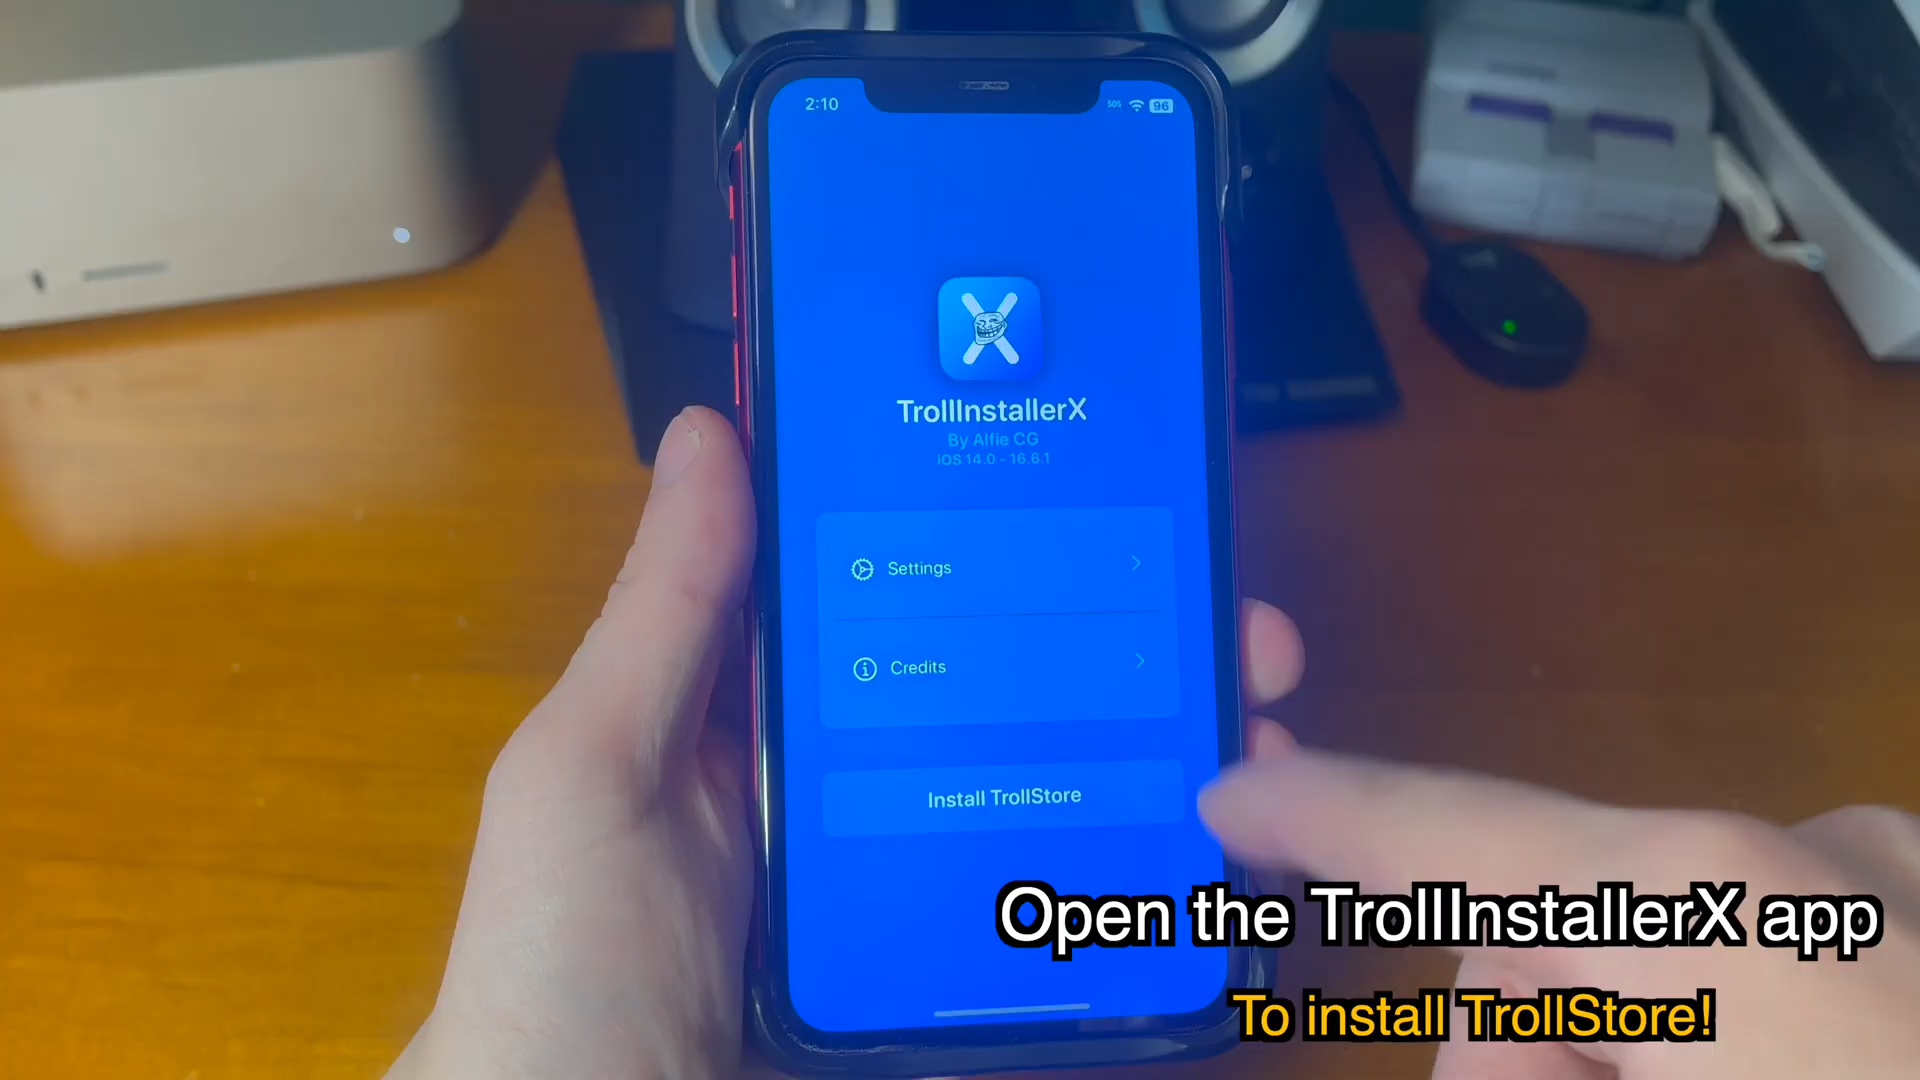 2:10
SOS
96
TrollInstallerX
By Alfie CG
iOS 14.0 - 16.6.1
Settings
Credits
Install TrollStore
Open the TrollInstallerX app
To install TrollStore!